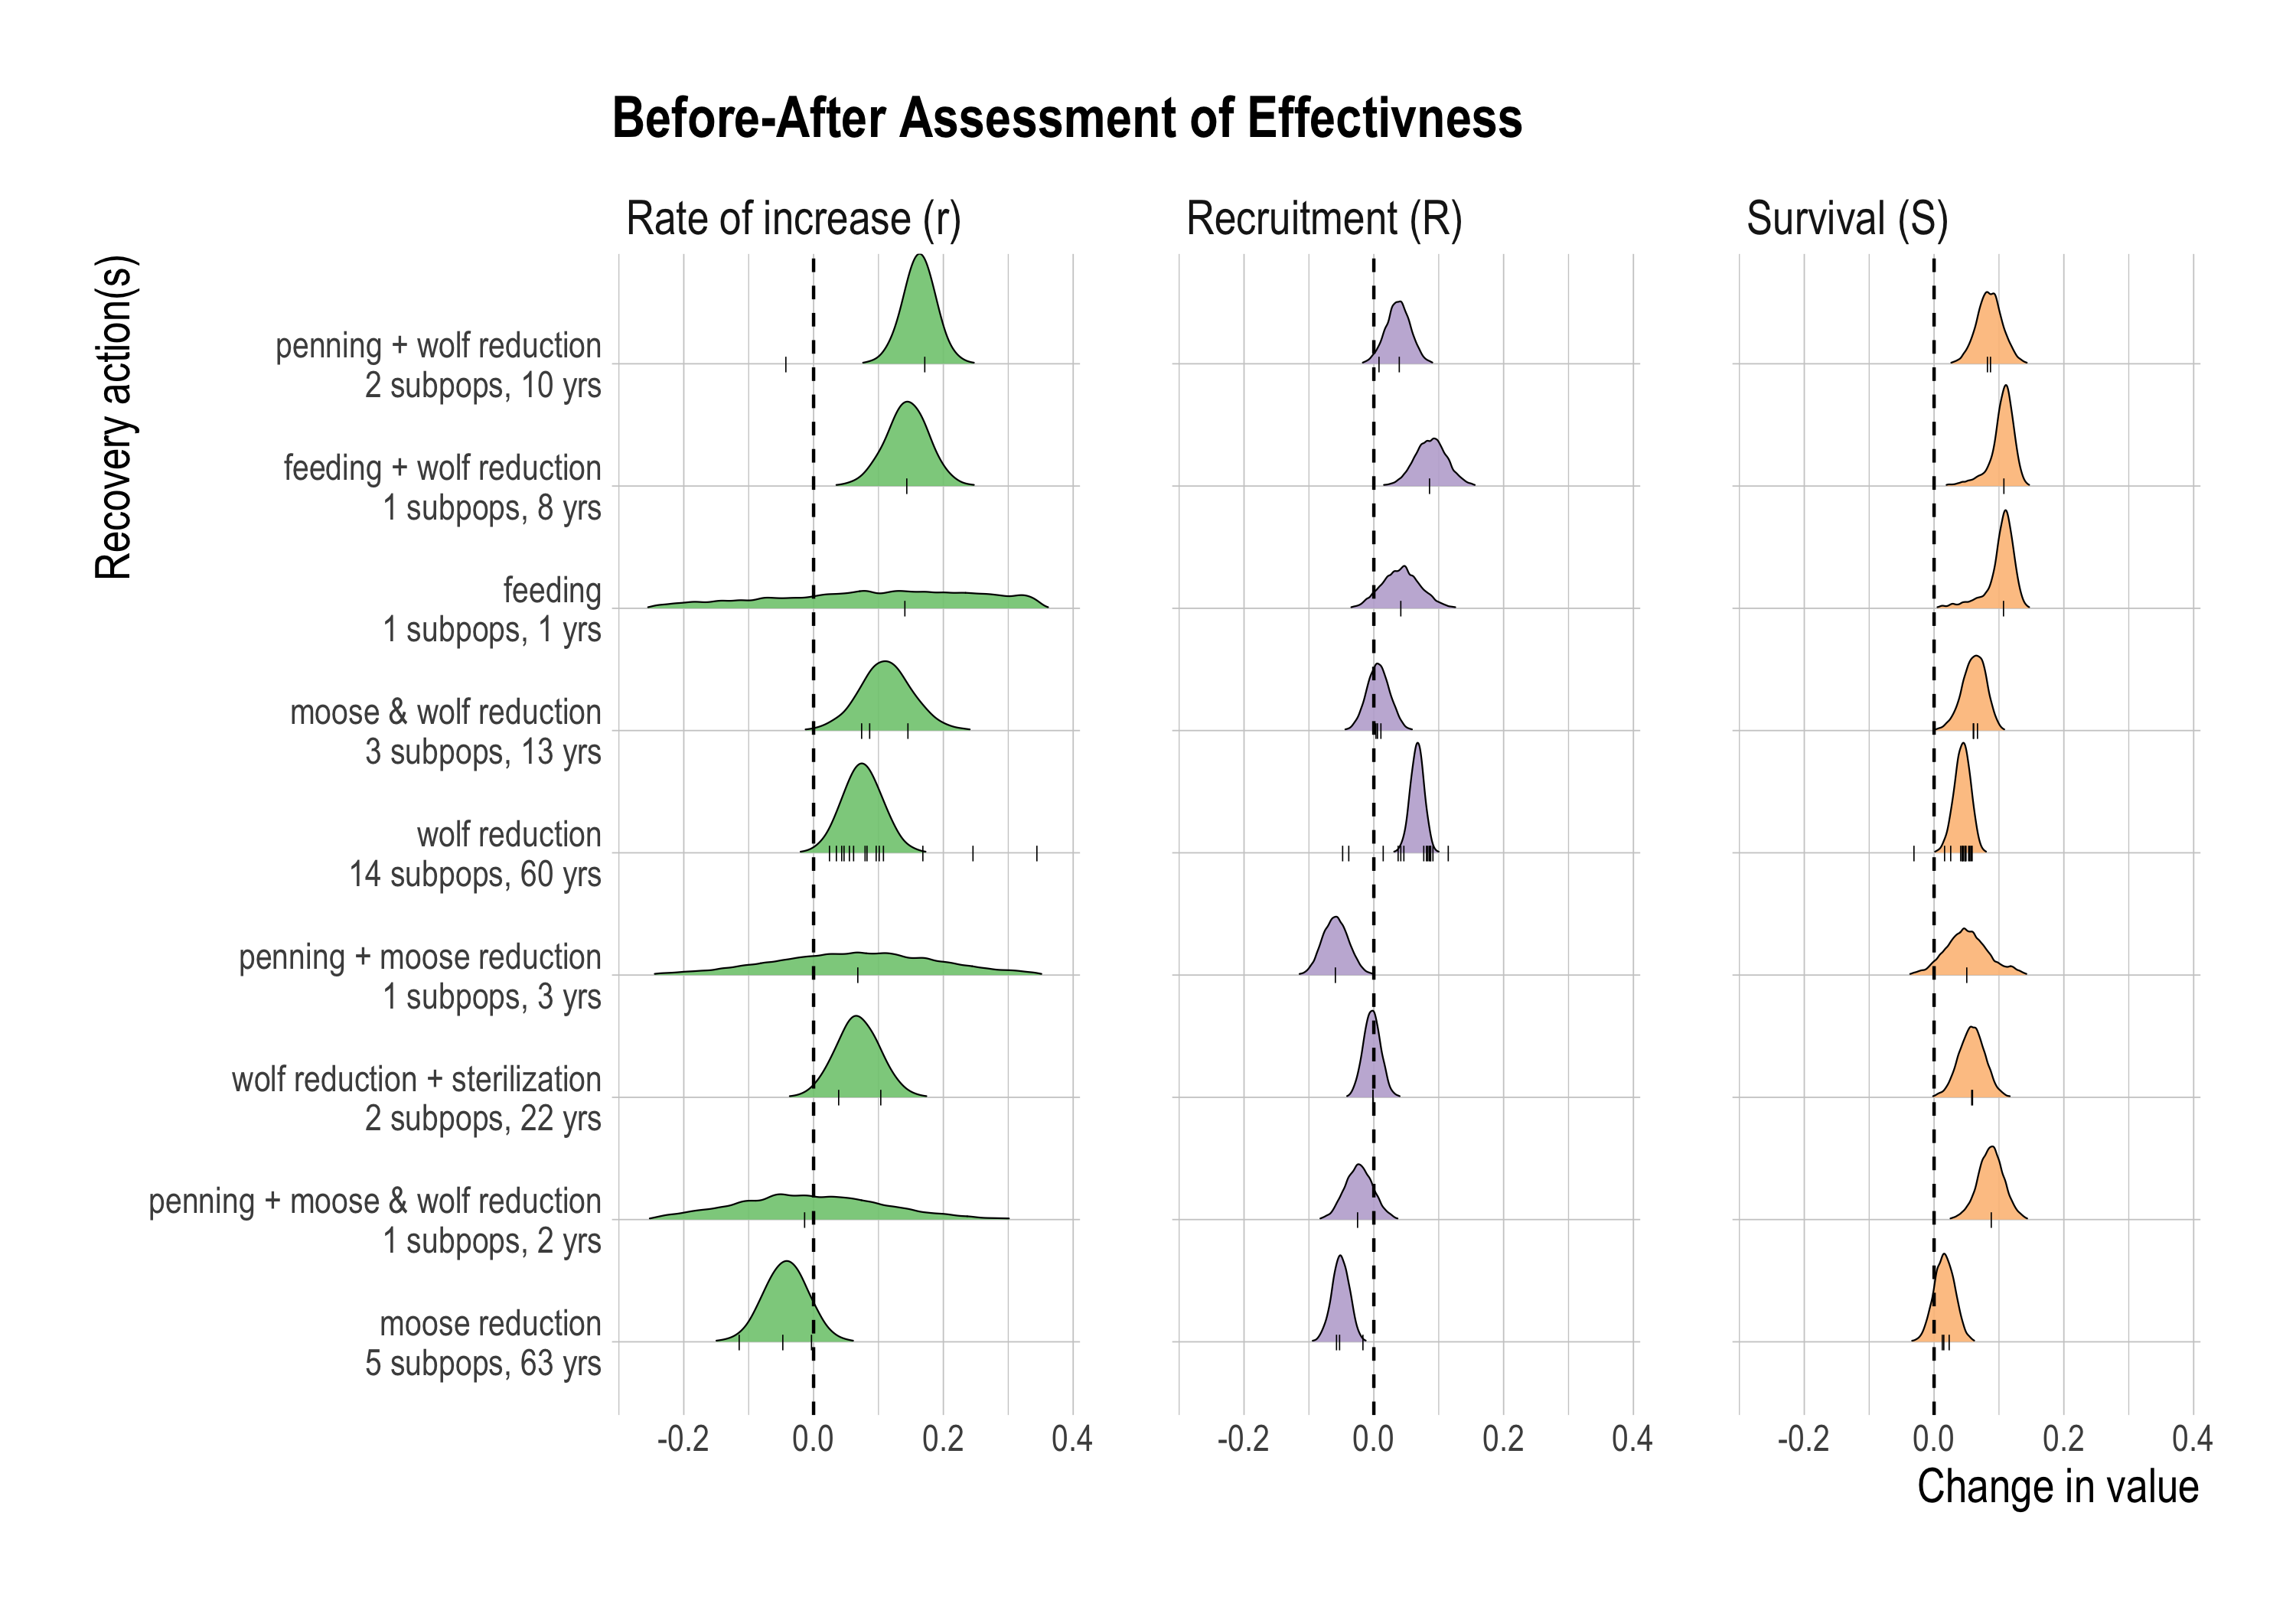 Before-After Assessment of Effectivness
Rate of increase (r)
Recruitment (R)
Survival (S)
Recovery action(s)
penning + wolf reduction
2 subpops, 10 yrs
feeding + wolf reduction
1 subpops, 8 yrs
feeding
1 subpops, 1 yrs
moose & wolf reduction
3 subpops, 13 yrs
wolf reduction
14 subpops, 60 yrs
penning + moose reduction
1 subpops, 3 yrs
wolf reduction + sterilization
2 subpops, 22 yrs
penning + moose & wolf reduction
1 subpops, 2 yrs
moose reduction
5 subpops, 63 yrs
-0.2 0.0 0.2 0.4
-0.2 0.0 0.2 0.4
-0.2 0.0 0.2 0.4
Change in value